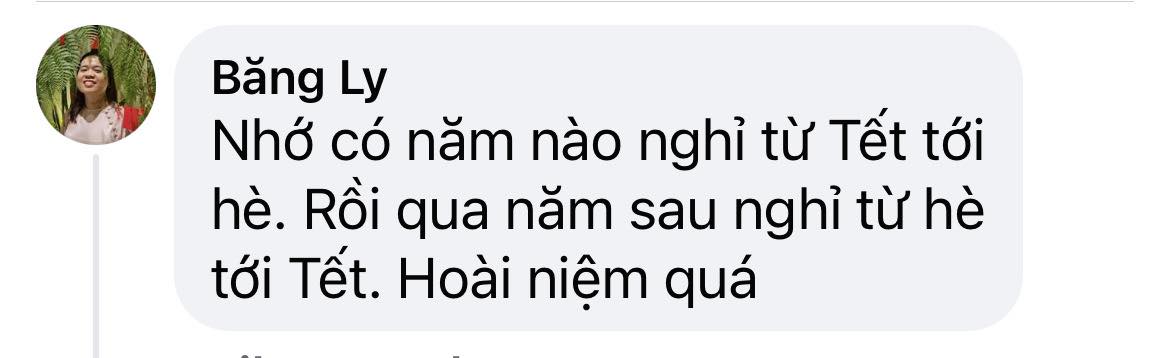 Băng Ly
Nhớ có năm nào nghỉ từ Tết tới
hè. Rồi qua năm sau nghỉ từ hè
tới Tết. Hoài niệm quá